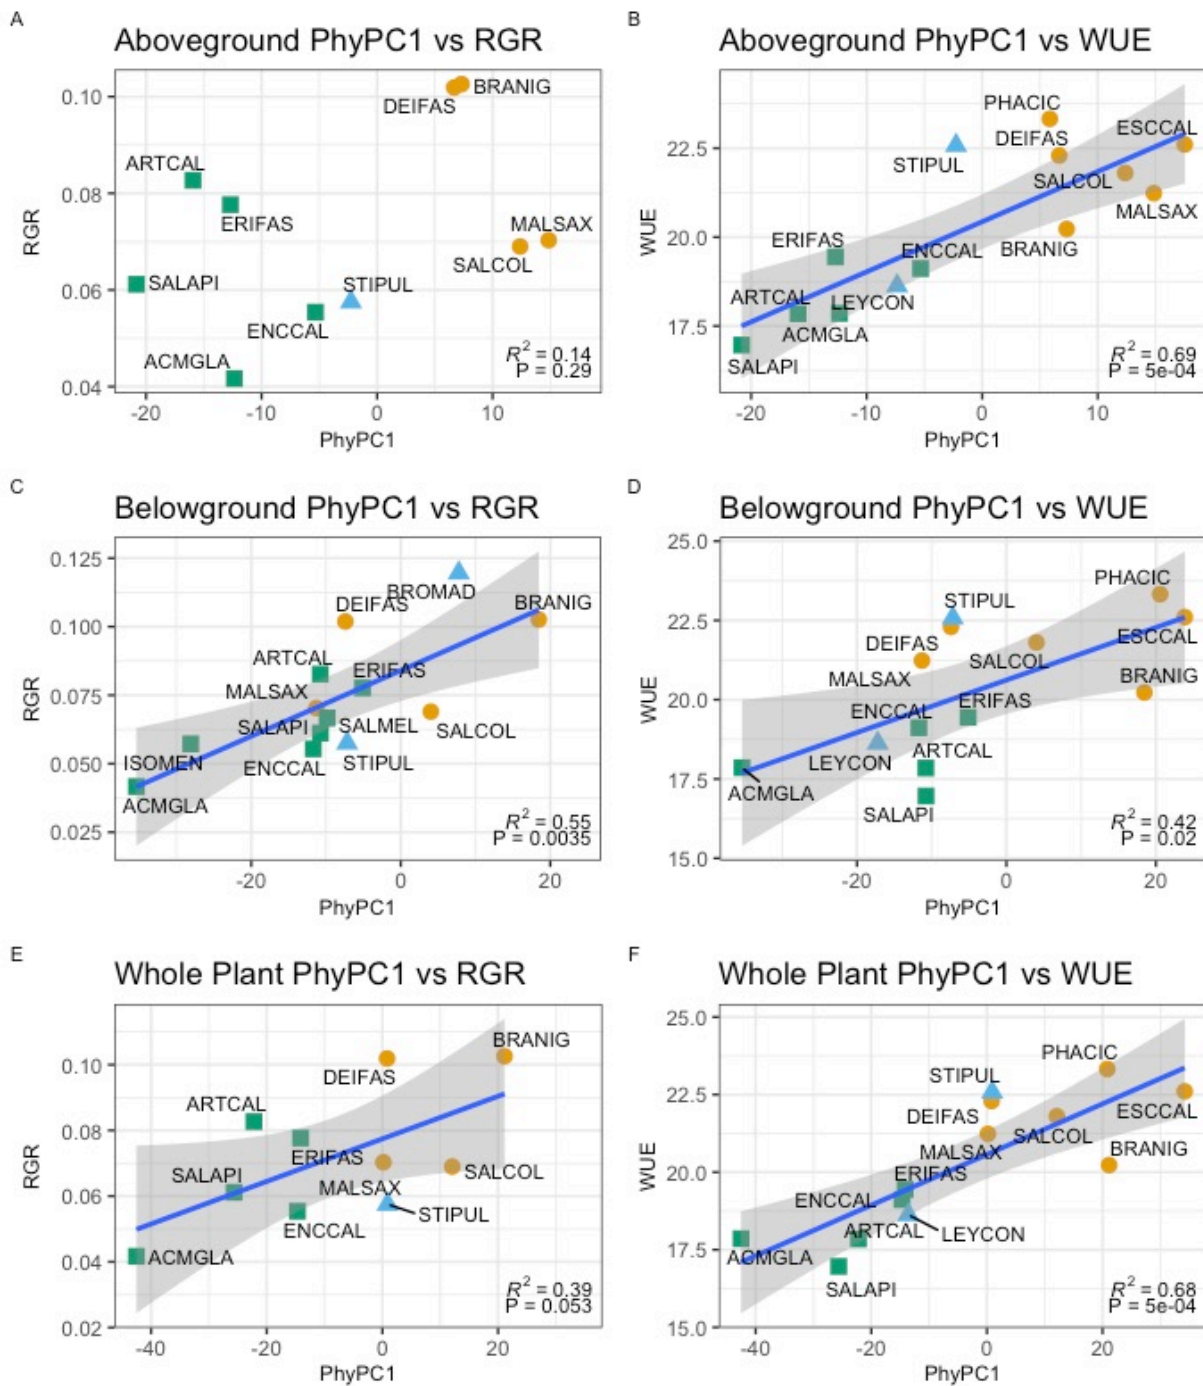 A
Aboveground PhyPC1 vs RGR
RGR
0.10
0.08
0.06
0.04
BRANIG
DEIFAS
ARTCAL
ERIFAS
MALSAX
SALCOL
SALAPI
STIPUL
ENCCAL
ACMGLA
R² = 0.14
P = 0.29
-20 -10 0 10
PhyPC1
B
Aboveground PhyPC1 vs WUE
WUE
22.5
20.0
17.5
PHACIC
DEIFAS
ESCCAL
STIPUL
SALCOL
MALSAX
BRANIG
ERIFAS
ENCCAL
ARTCAL
LEYCON
ACMGLA
SALAPI
R² = 0.69
P = 5e-04
-20 -10 0 10
PhyPC1
C
Belowground PhyPC1 vs RGR
RGR
0.125
0.100
0.075
0.050
0.025
BROMAD
DEIFAS
BRANIG
ARTCAL
ERIFAS
MALSAX
SALAPI
SALMEL
SALCOL
ISOMEN
ENCCAL
STIPUL
ACMGLA
R² = 0.55
P = 0.0035
-20 0 20
PhyPC1
D
Belowground PhyPC1 vs WUE
WUE
25.0
22.5
20.0
17.5
15.0
PHACIC
STIPUL
DEIFAS
ESCCAL
SALCOL
MALSAX
BRANIG
ERIFAS
ENCCAL
ARTCAL
LEYCON
ACMGLA
SALAPI
R² = 0.42
P = 0.02
-20 0 20
PhyPC1
E
Whole Plant PhyPC1 vs RGR
RGR
0.10
0.08
0.06
0.04
0.02
BRANIG
DEIFAS
ARTCAL
ERIFAS
SALAPI
MALSAX
SALCOL
STIPUL
ENCCAL
ACMGLA
R² = 0.39
P = 0.053
-40 -20 0 20
PhyPC1
F
Whole Plant PhyPC1 vs WUE
WUE
25.0
22.5
20.0
17.5
15.0
PHACIC
STIPUL
DEIFAS
ESCCAL
SALCOL
MALSAX
BRANIG
ERIFAS
ENCCAL
ARTCAL
LEYCON
ACMGLA
SALAPI
R² = 0.68
P = 5e-04
-40 -20 0 20
PhyPC1